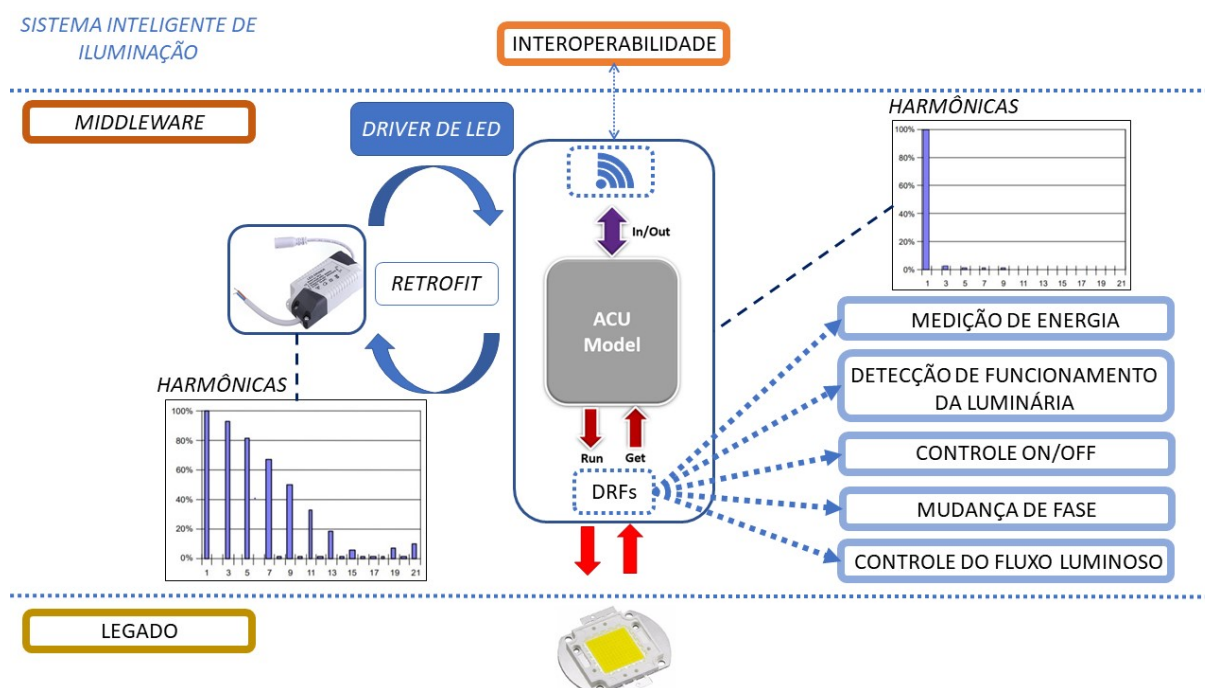 SISTEMA INTELIGENTE DE
ILUMINAÇÃO
INTEROPERABILIDADE
MIDDLEWARE
DRIVER DE LED
HARMÔNICAS
100%
80%
60%
40%
20%
0%
1 3 5 7 9 11 13 15 17 19 21
In/Out
RETROFIT
ACU
Model
MEDIÇÃO DE ENERGIA
DETECÇÃO DE FUNCIONAMENTO
DA LUMINÁRIA
CONTROLE ON/OFF
MUDANÇA DE FASE
CONTROLE DO FLUXO LUMINOSO
HARMÔNICAS
100%
80%
60%
40%
20%
0%
1 3 5 7 9 11 13 15 17 19 21
Run Get
DRFs
LEGADO